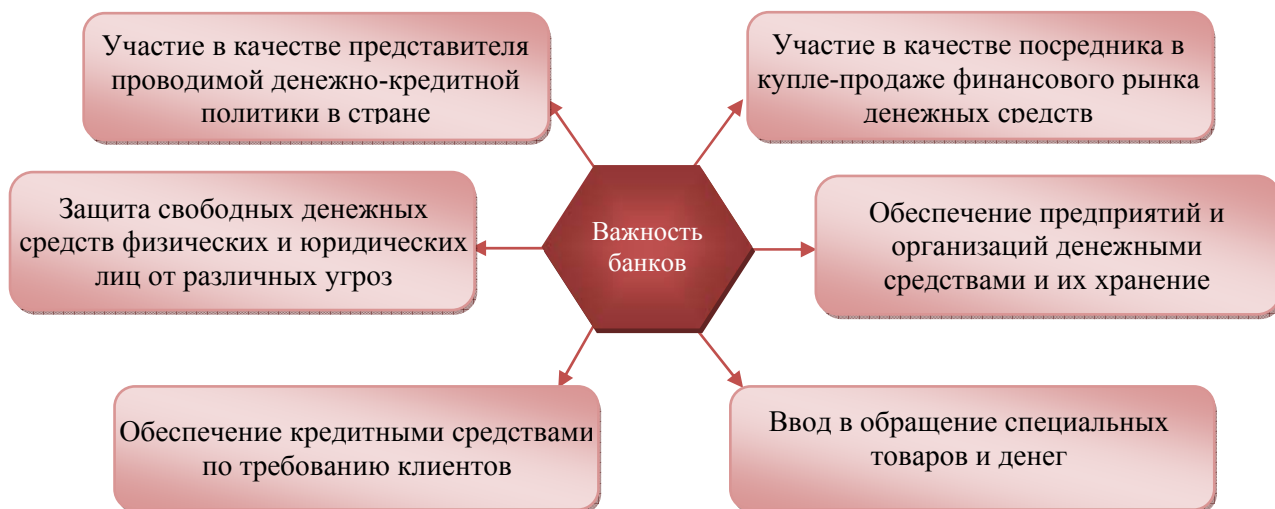 Участие в качестве представителя
проводимой денежно-кредитной
политики в стране
Участие в качестве посредника в
купле-продаже финансового рынка
денежных средств
Защита свободных денежных
средств физических и юридических
лиц от различных угроз
Важность
банков
Обеспечение предприятий и
организаций денежными
средствами и их хранение
Обеспечение кредитными средствами
по требованию клиентов
Ввод в обращение специальных
товаров и денег